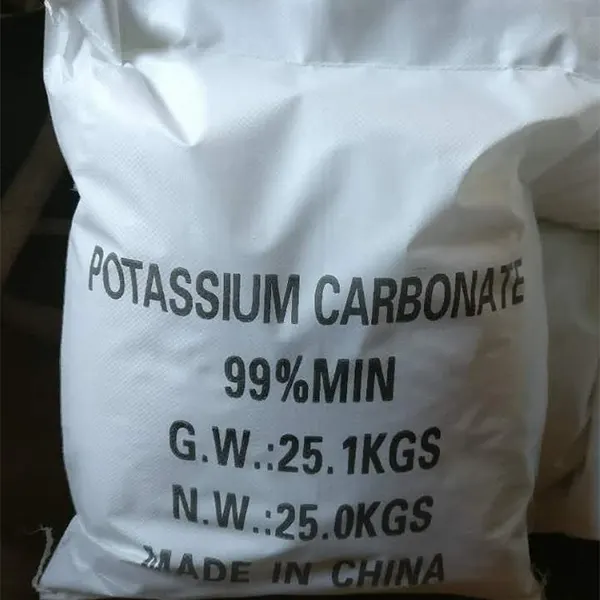 POTASSIUM CARBONATE
99%MIN
G.W.:25.1KGS
N.W.:25.0KGS
MADE IN CHINA